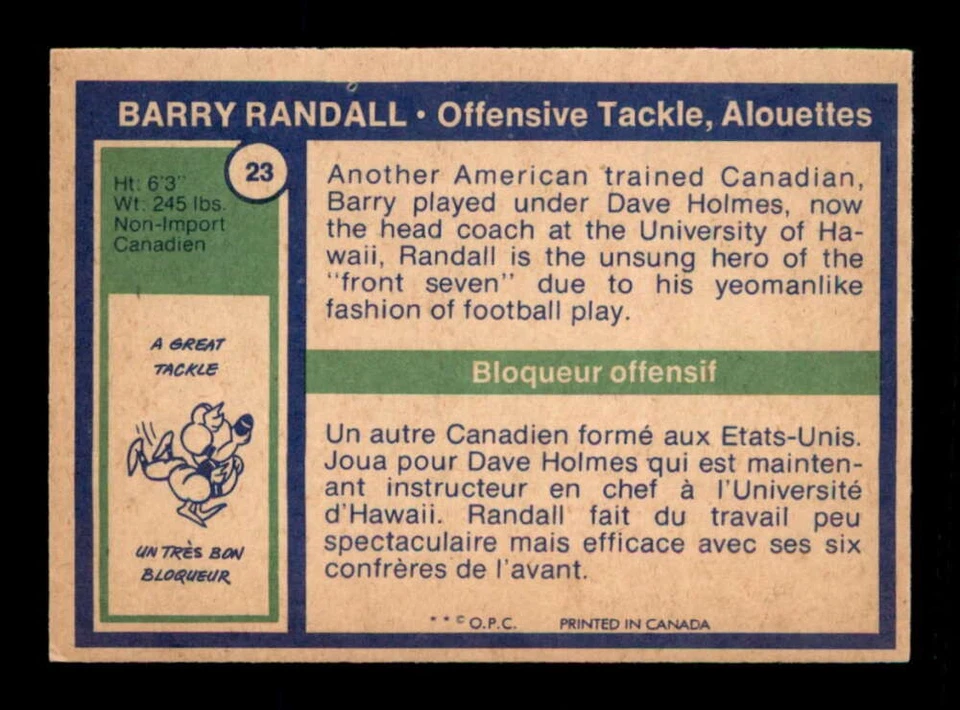 BARRY RANDALL • Offensive Tackle, Alouettes
23
Ht: 6'3"
Wt: 245 lbs.
Non-Import
Canadien
A GREAT
TACKLE
UN TRÈS BON
BLOQUEUR
Another American trained Canadian,
Barry played under Dave Holmes, now
the head coach at the University of Ha-
waii, Randall is the unsung hero of the
"front seven" due to his yeomanlike
fashion of football play.
Bloqueur offensif
Un autre Canadien formé aux Etats-Unis.
Joua pour Dave Holmes qui est mainten-
ant instructeur en chef à l'Université
d'Hawaii. Randall fait du travail peu
spectaculaire mais efficace avec ses six
confrères de l'avant.
* * © O.P.C. PRINTED IN CANADA